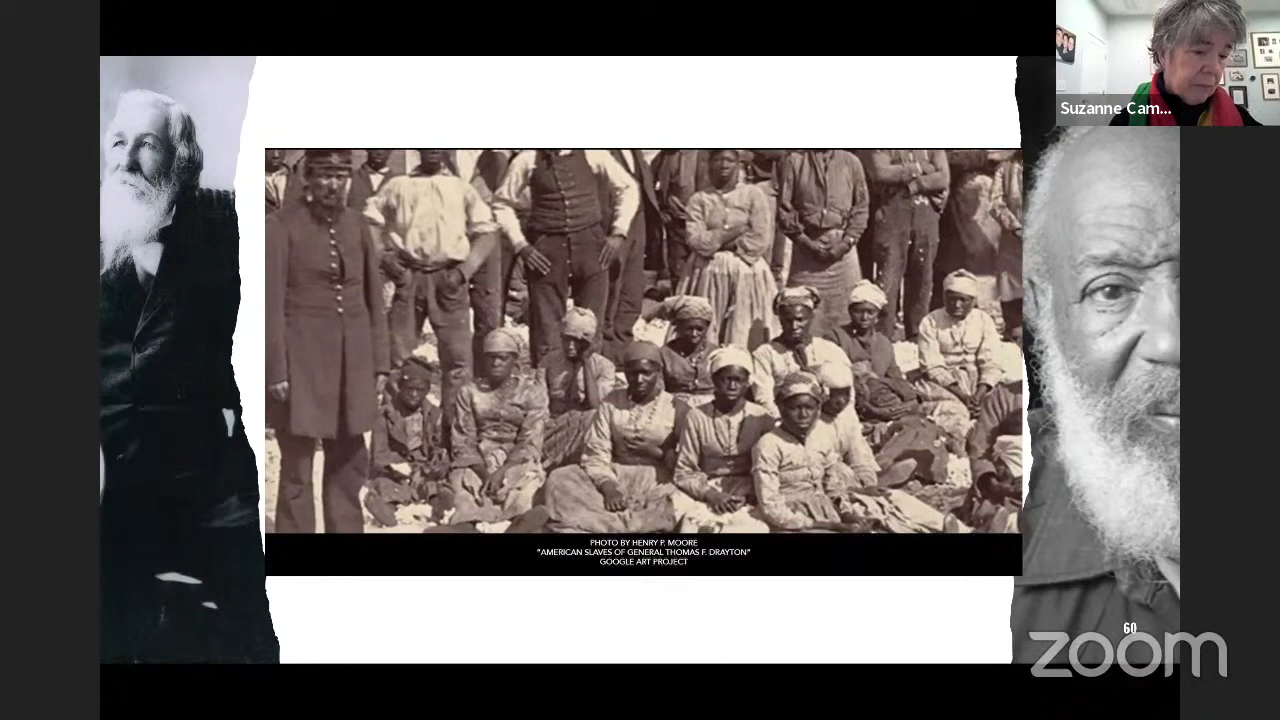 Suzanne Cam...
PHOTO BY HENRY P. MOORE
"AMERICAN SLAVES OF GENERAL THOMAS F. DRAYTON"
GOOGLE ART PROJECT
60
zoom